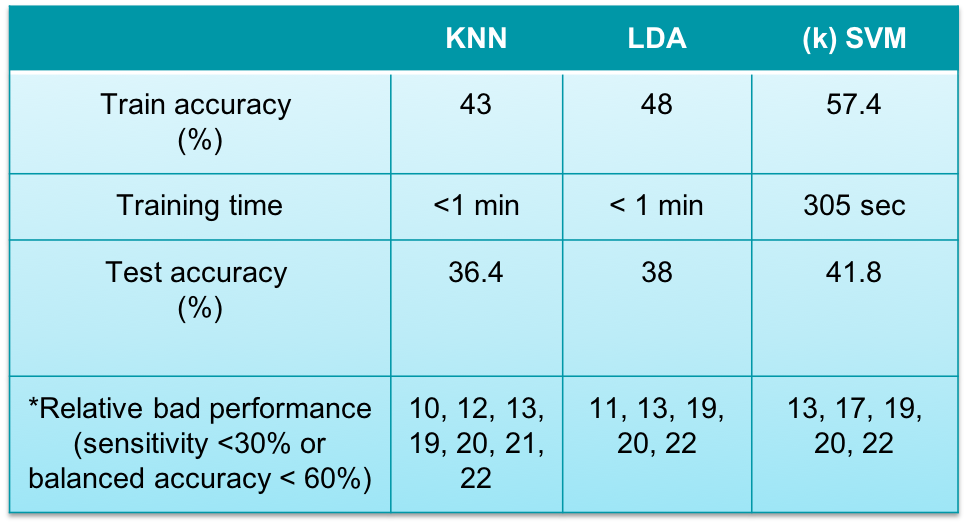 KNN LDA (k) SVM
Train accuracy 43 48 57.4
(%)
Training time <1 min < 1 min 305 sec
Test accuracy 36.4 38 41.8
(%)
*Relative bad performance 10, 12, 13, 11, 13, 19, 13, 17, 19,
(sensitivity <30% or 19, 20, 21, 20, 22 20, 22
balanced accuracy < 60%) 22